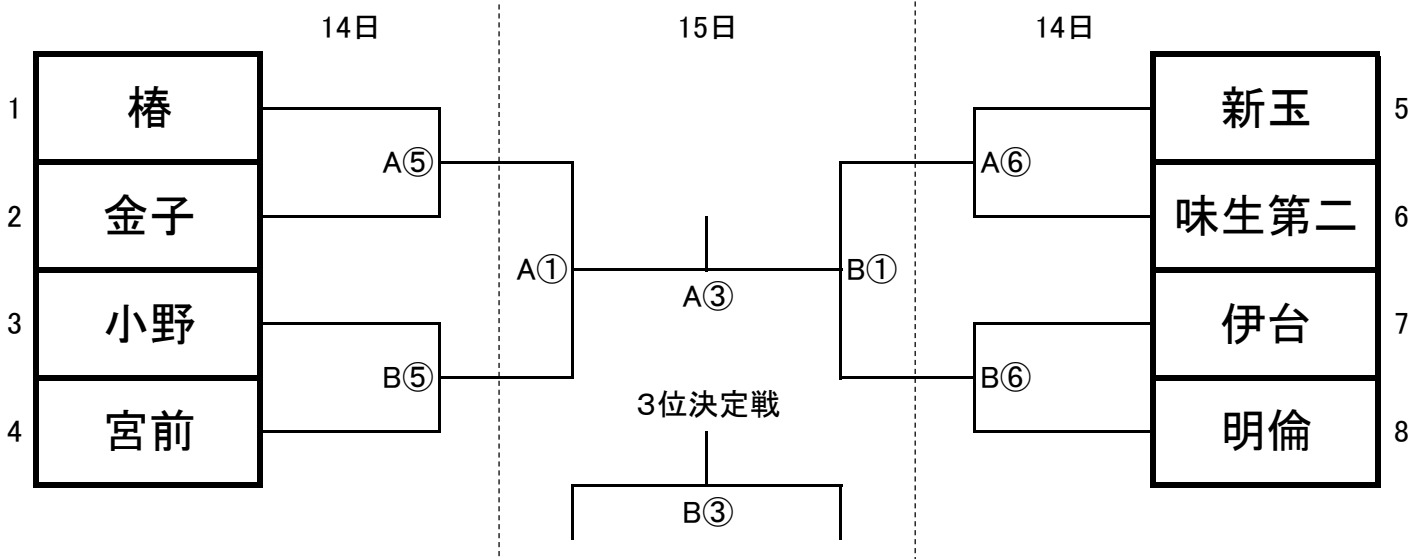 14日 15日 14日
1 椿 新玉 5
A⑤ A⑥
2 金子 味生第二 6
A① B①
A③
3 小野 伊台 7
B⑤ B⑥
3位決定戦
4 宮前 明倫 8
B③